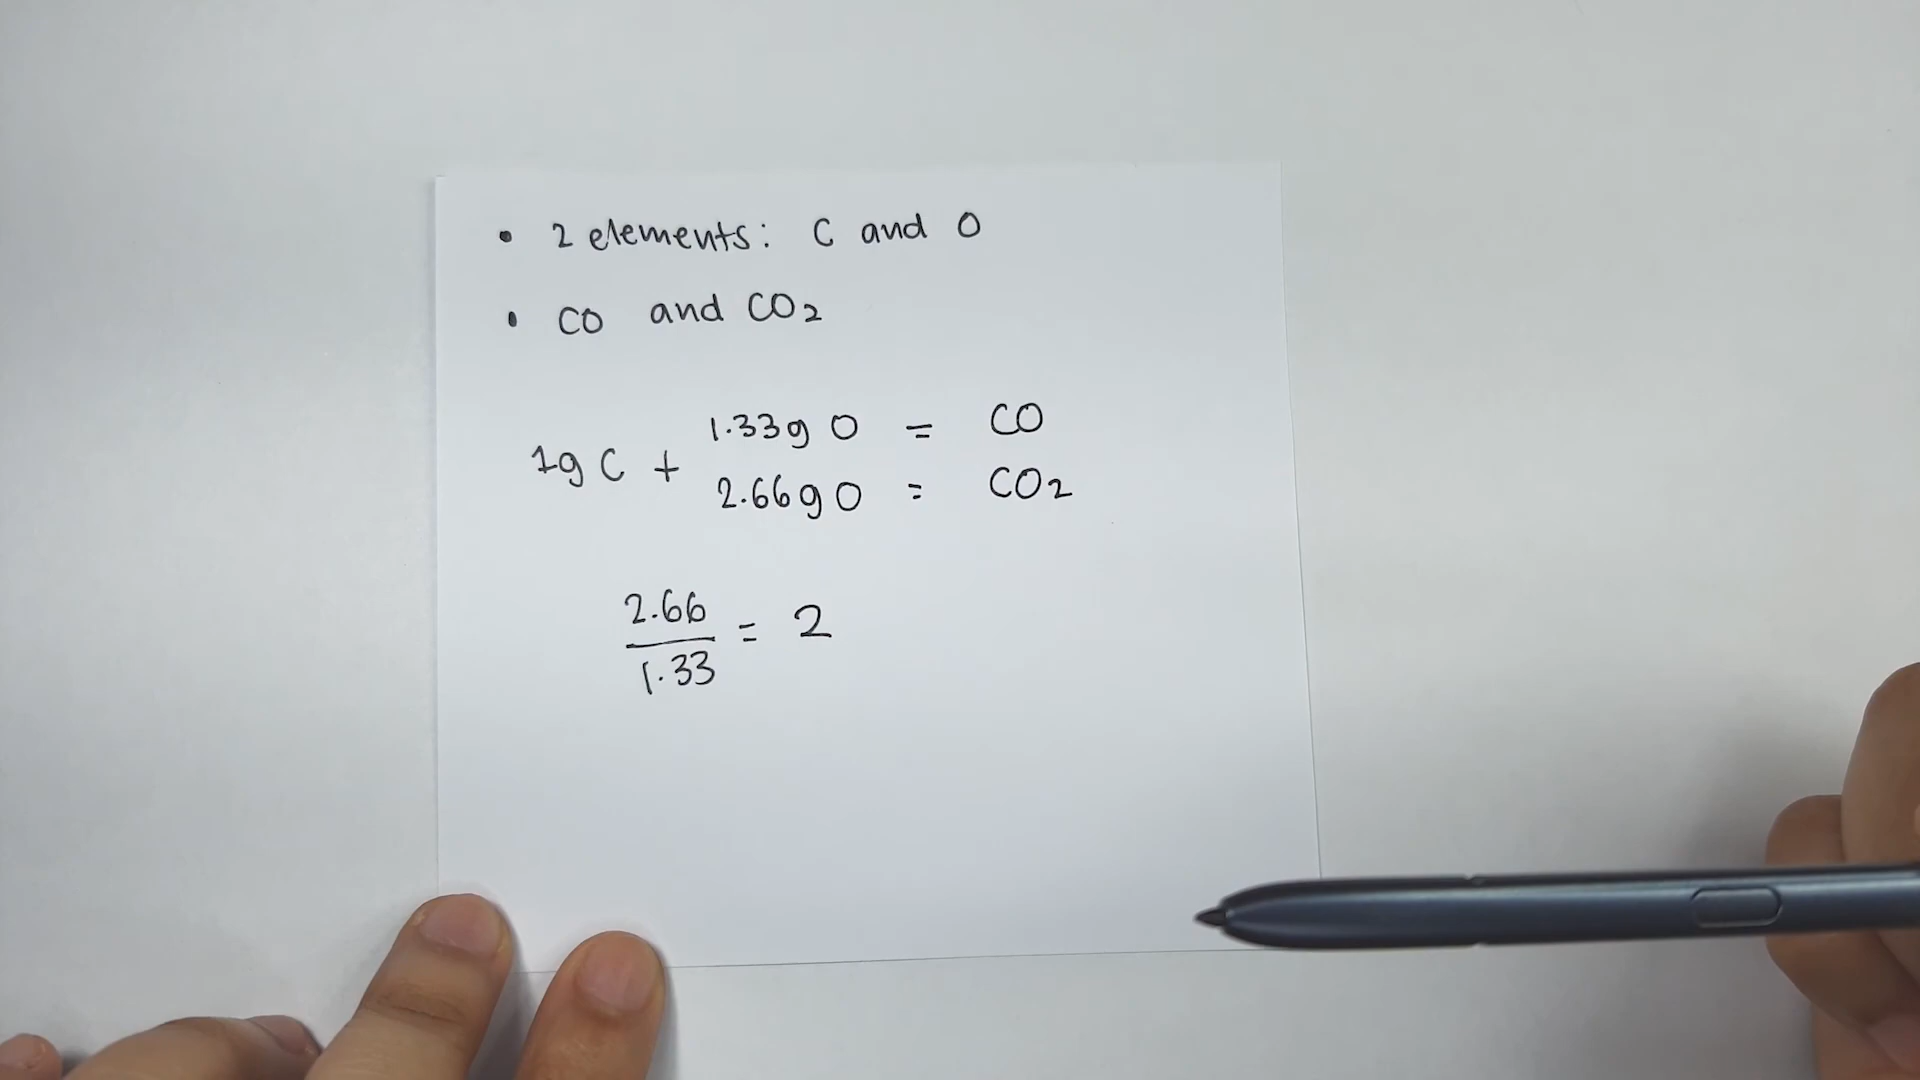 • 2 elements: C and O
• CO and CO₂
1.33g O = CO
1g C +
2.66g O = CO₂
2.66
= 2
1.33